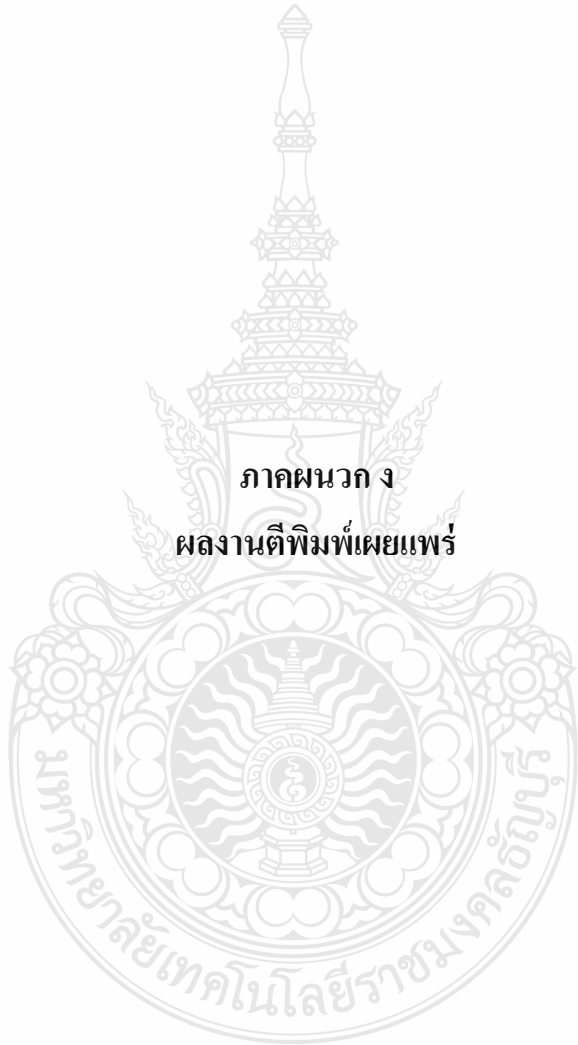 ภาคผนวก ง
ผลงานตีพิมพ์เผยแพร่
มหาวิทยาลัยเทคโนโลยีราชมงคลธัญบุรี